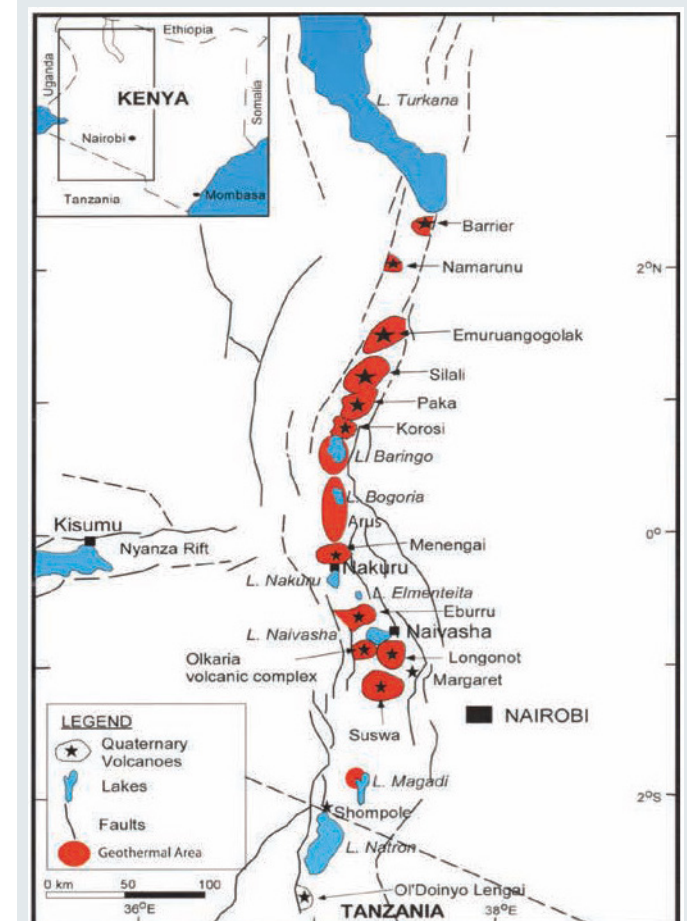 Ethiopia
Uganda
KENYA
Somalia
Nairobi
Tanzania
Mombasa
L. Turkana
Barrier
Namarunu
2°N
Emuruangogolak
Silali
Paka
Korosi
L. Baringo
L. Bogoria
Arus
Kisumu
0°
Nyanza Rift
Menengai
Nakuru
L. Nakuru
L. Elmenteita
Eburru
L. Naivasha
Naivasha
Olkaria
volcanic complex
Longonot
Margaret
NAIROBI
Suswa
LEGEND
Quaternary
Volcanoes
Lakes
Faults
Geothermal Area
L. Magadi
2°S
Shompole
L. Natron
0 km 50 100
36°E
Ol'Doinyo Lengai
TANZANIA
38°E